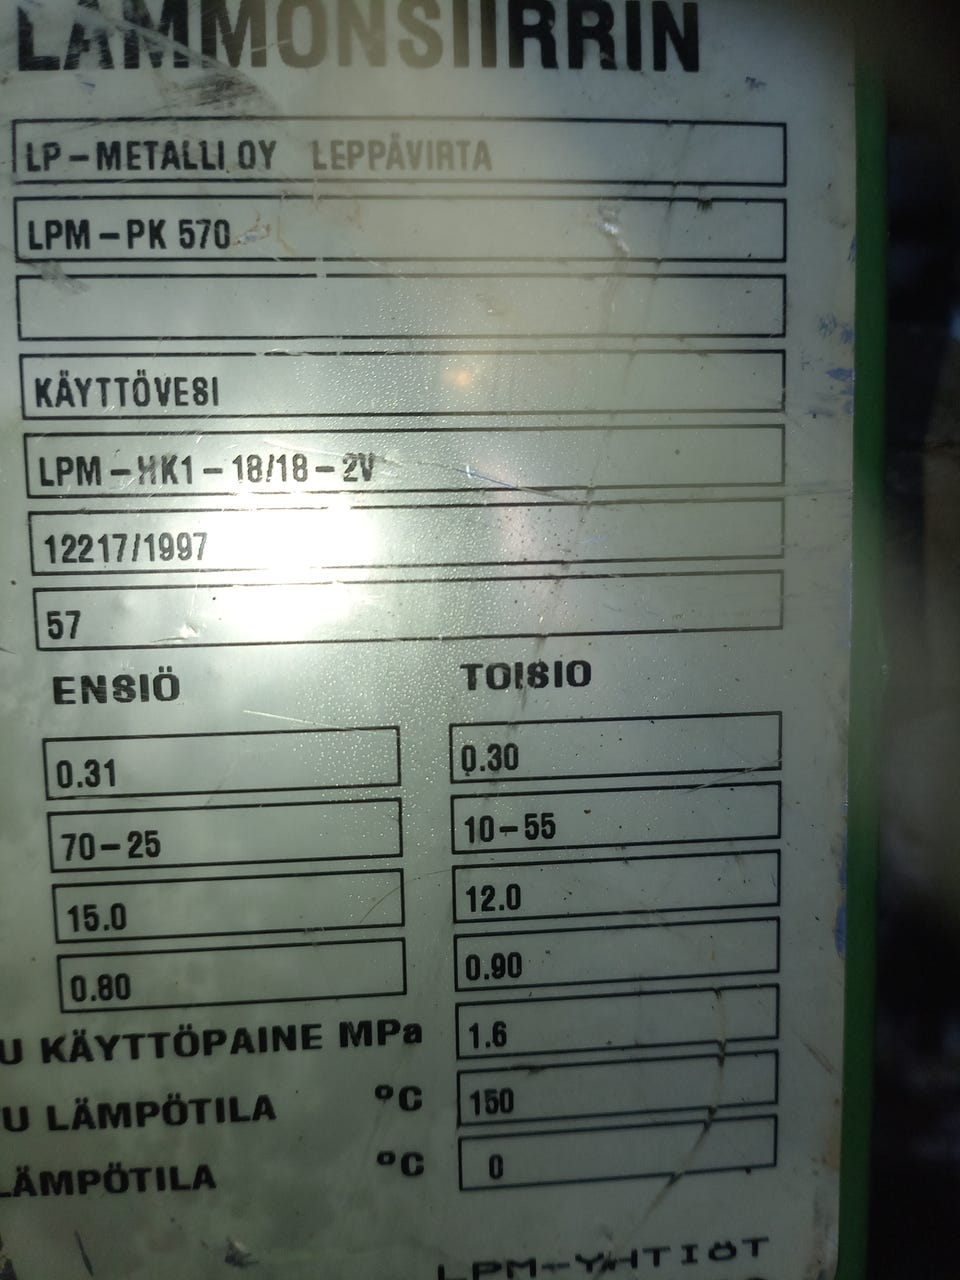 LÄMMÖNSIIRRIN
LP-METALLI OY LEPPÄVIRTA
LPM-PK 570
KÄYTTÖVESI
LPM-HK1-18/18-2V
12217/1997
57
ENSIÖ TOISIO
0.31 0.30
70-25 10-55
15.0 12.0
0.80 0.90
U KÄYTTÖPAINE MPa 1.6
TU LÄMPÖTILA °C 150
LÄMPÖTILA °C 0
LPM-YHTIÖT